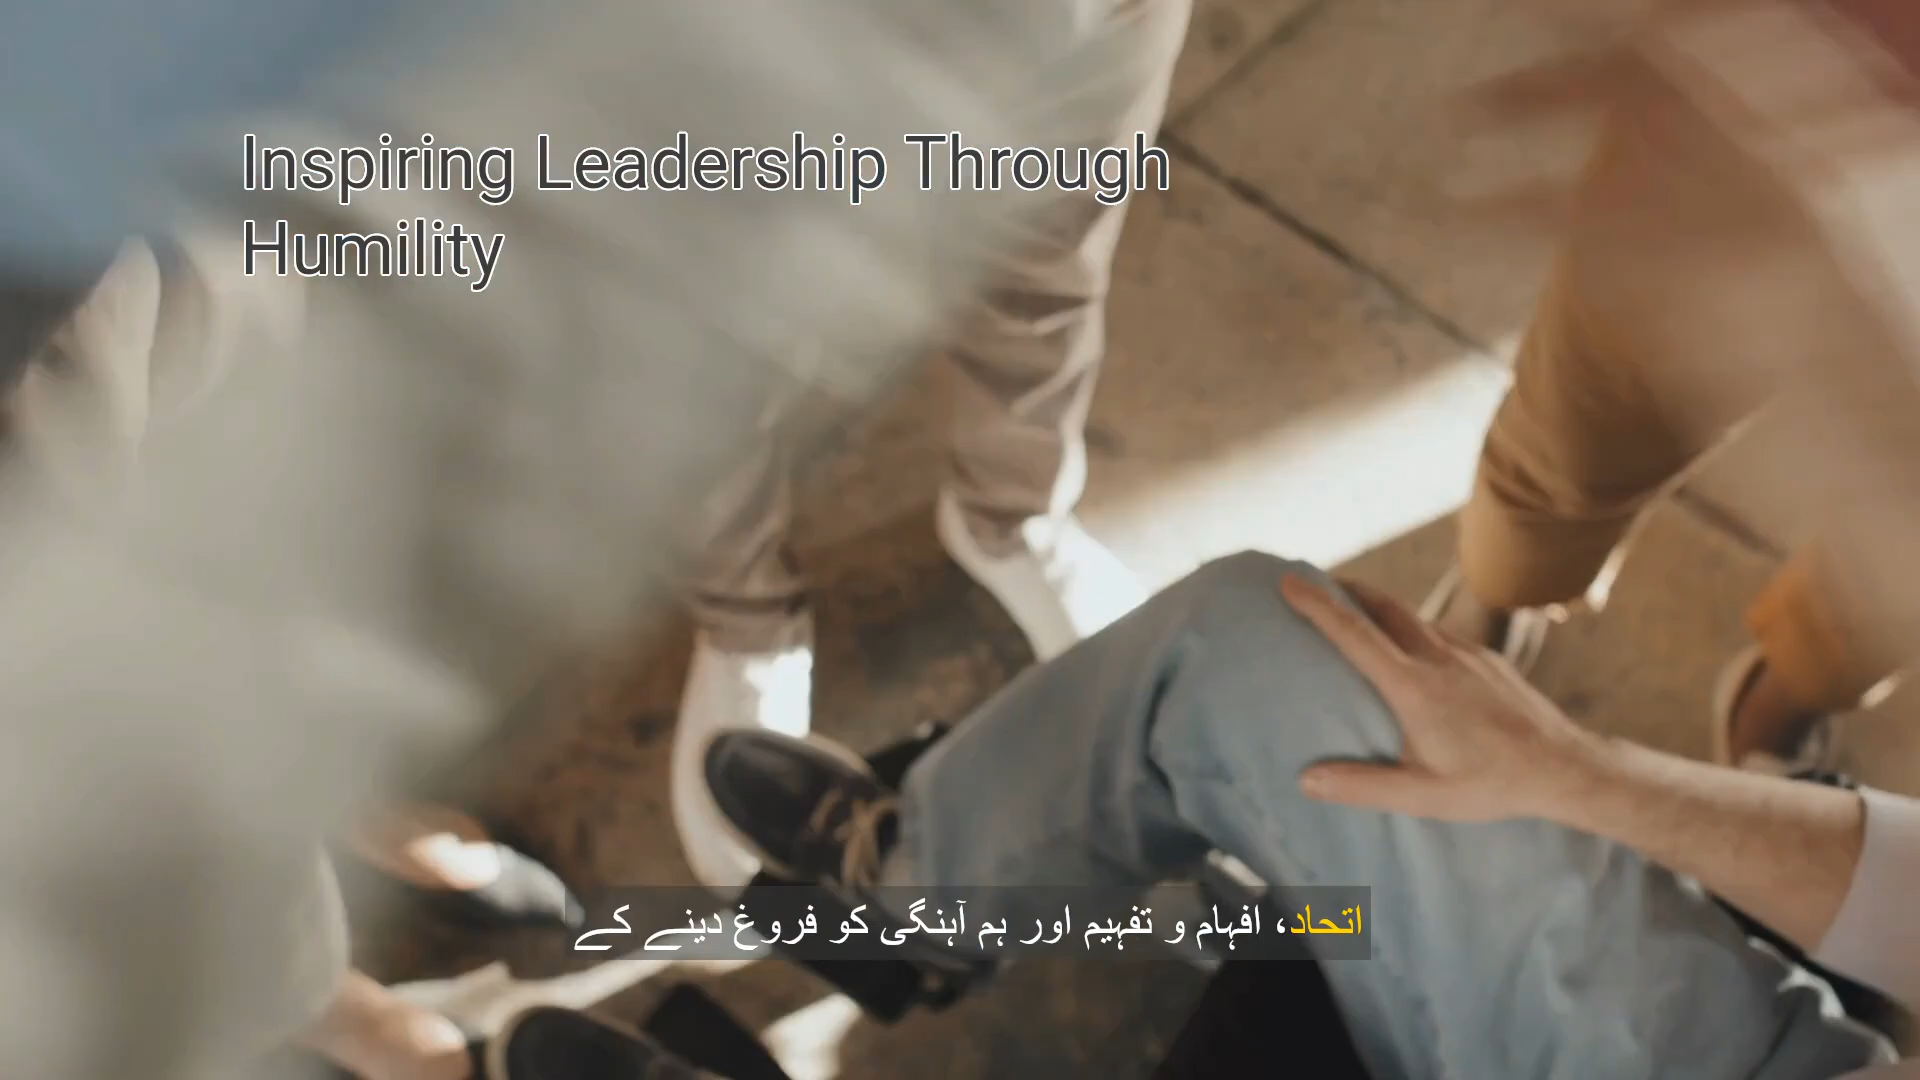 Inspiring Leadership Through
Humility
اتحاد، افہام و تفہیم اور ہم آہنگی کو فروغ دینے کے